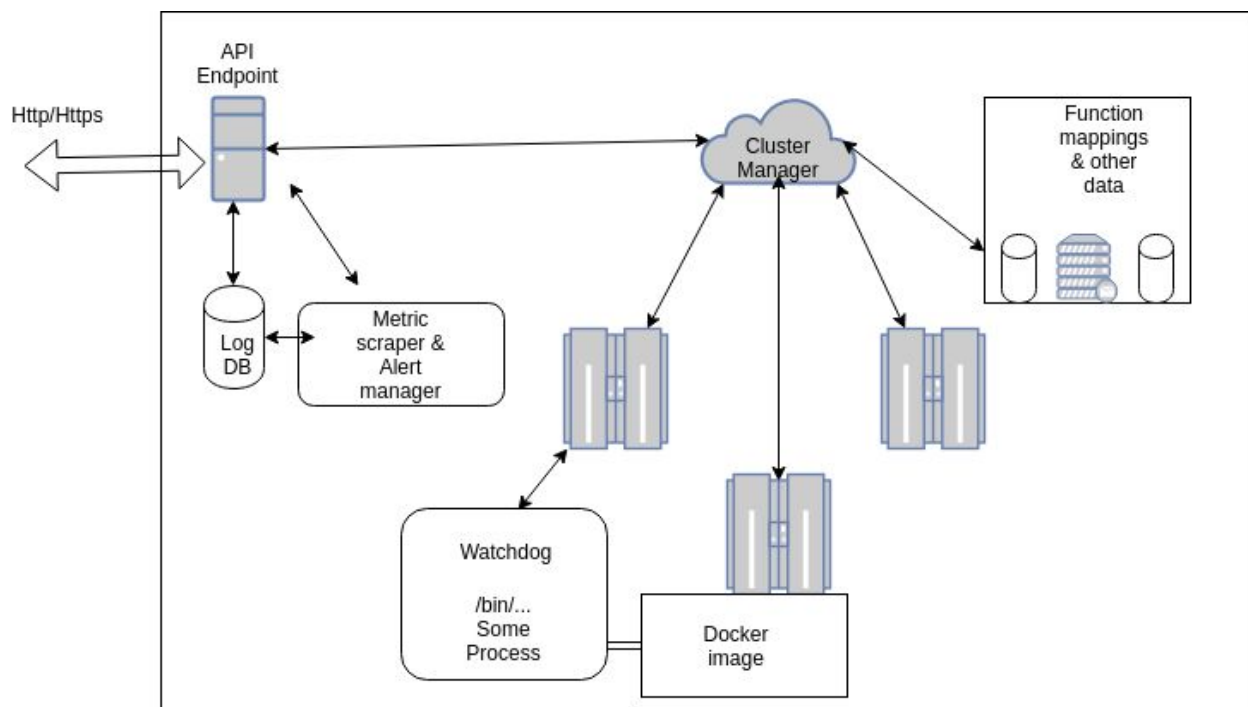 API
Endpoint
Http/Https
Cluster
Manager
Function
mappings
& other
data
Log
DB
Metric
scraper &
Alert
manager
Watchdog
/bin/...
Some
Process
Docker
image